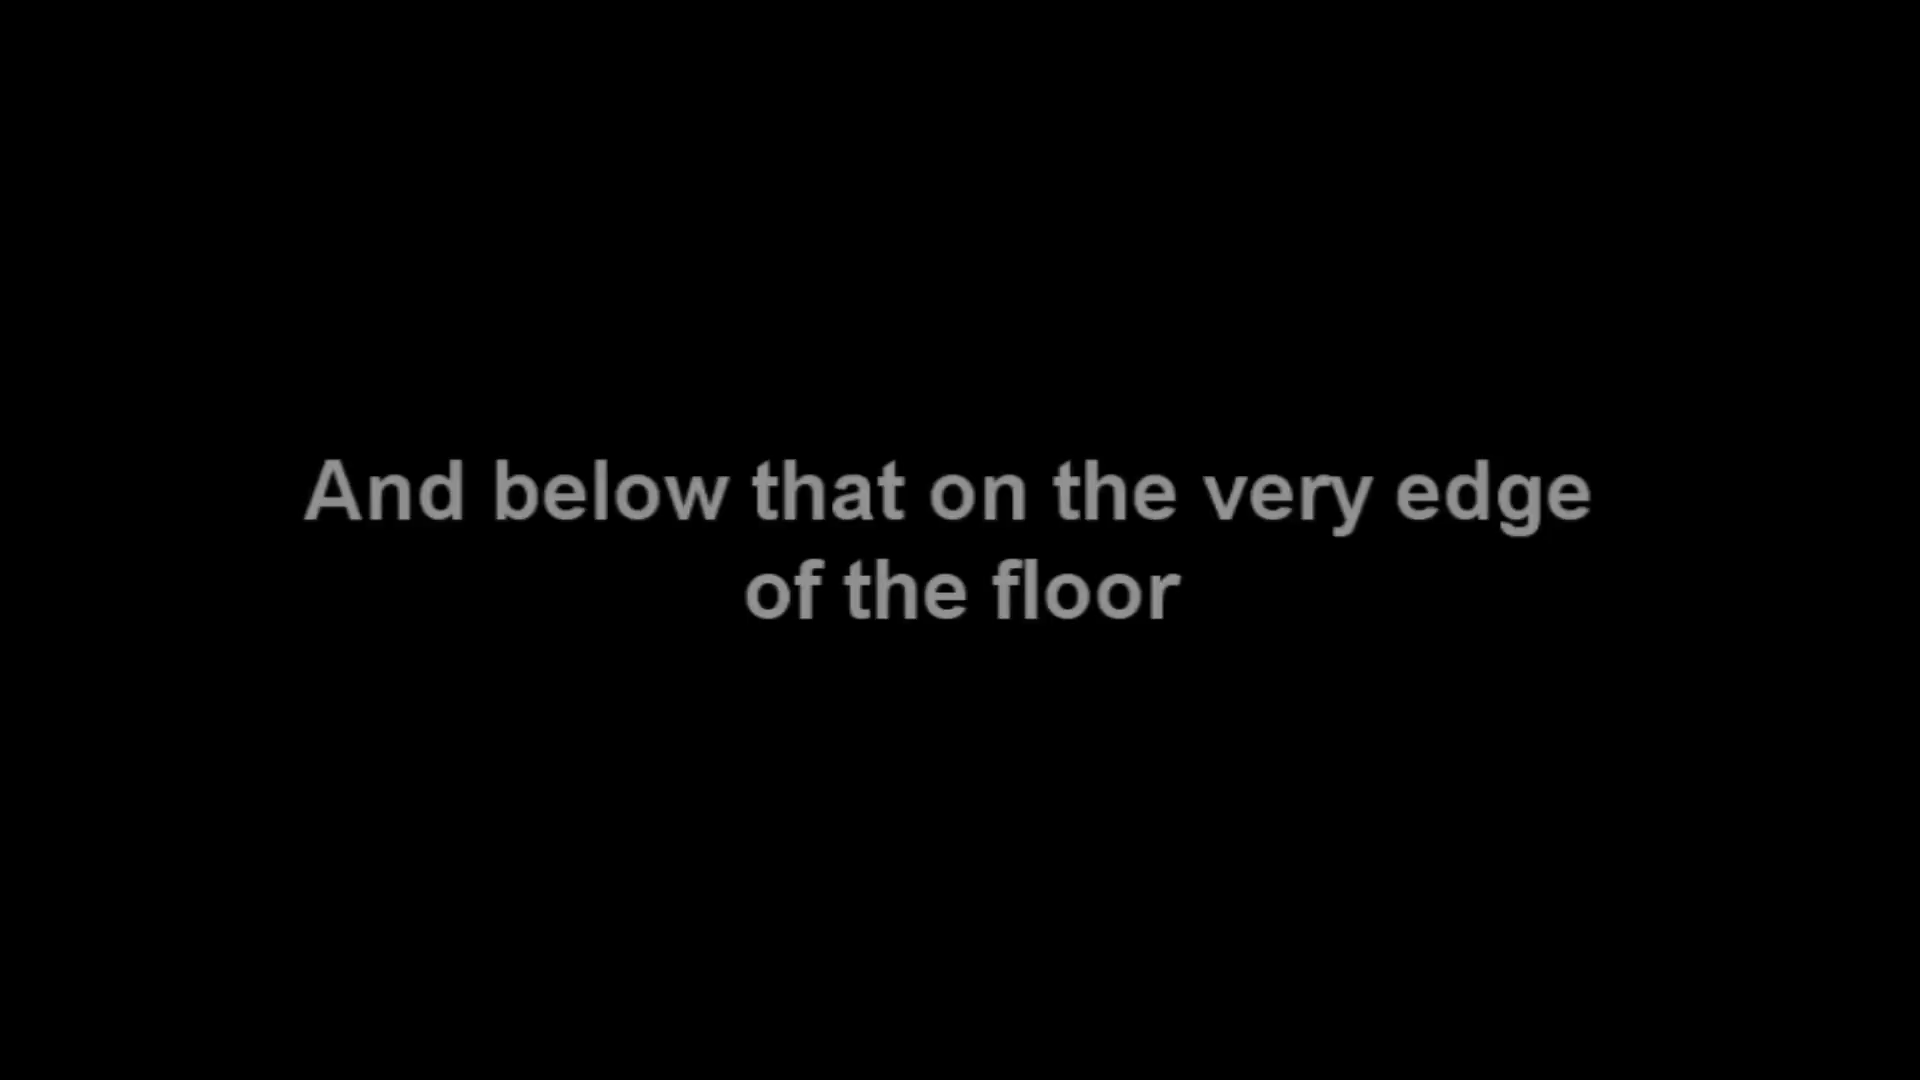 And below that on the very edge
of the floor